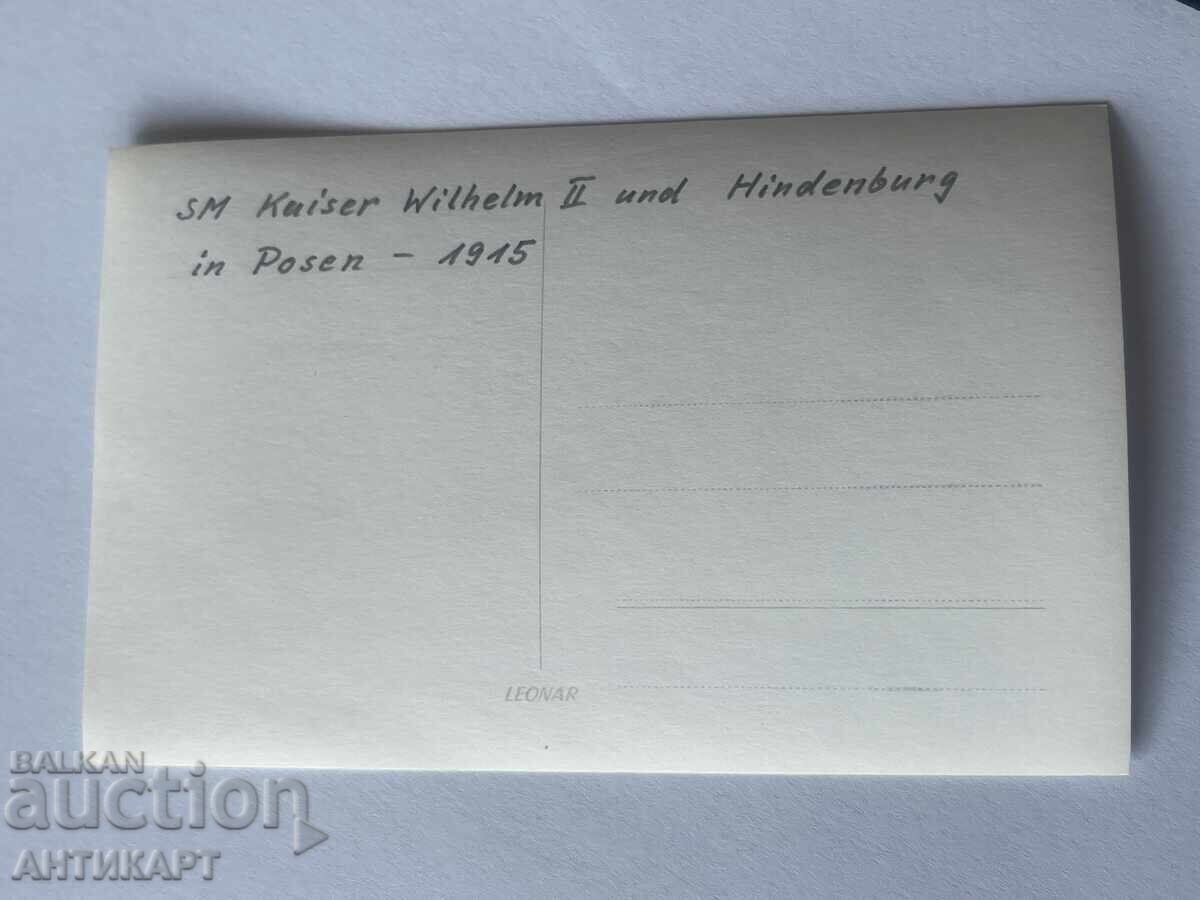 SM Kaiser Wilhelm II und Hindenburg
in Posen - 1915
LEONAR
BALKAN
auction
АНТИКАРТ